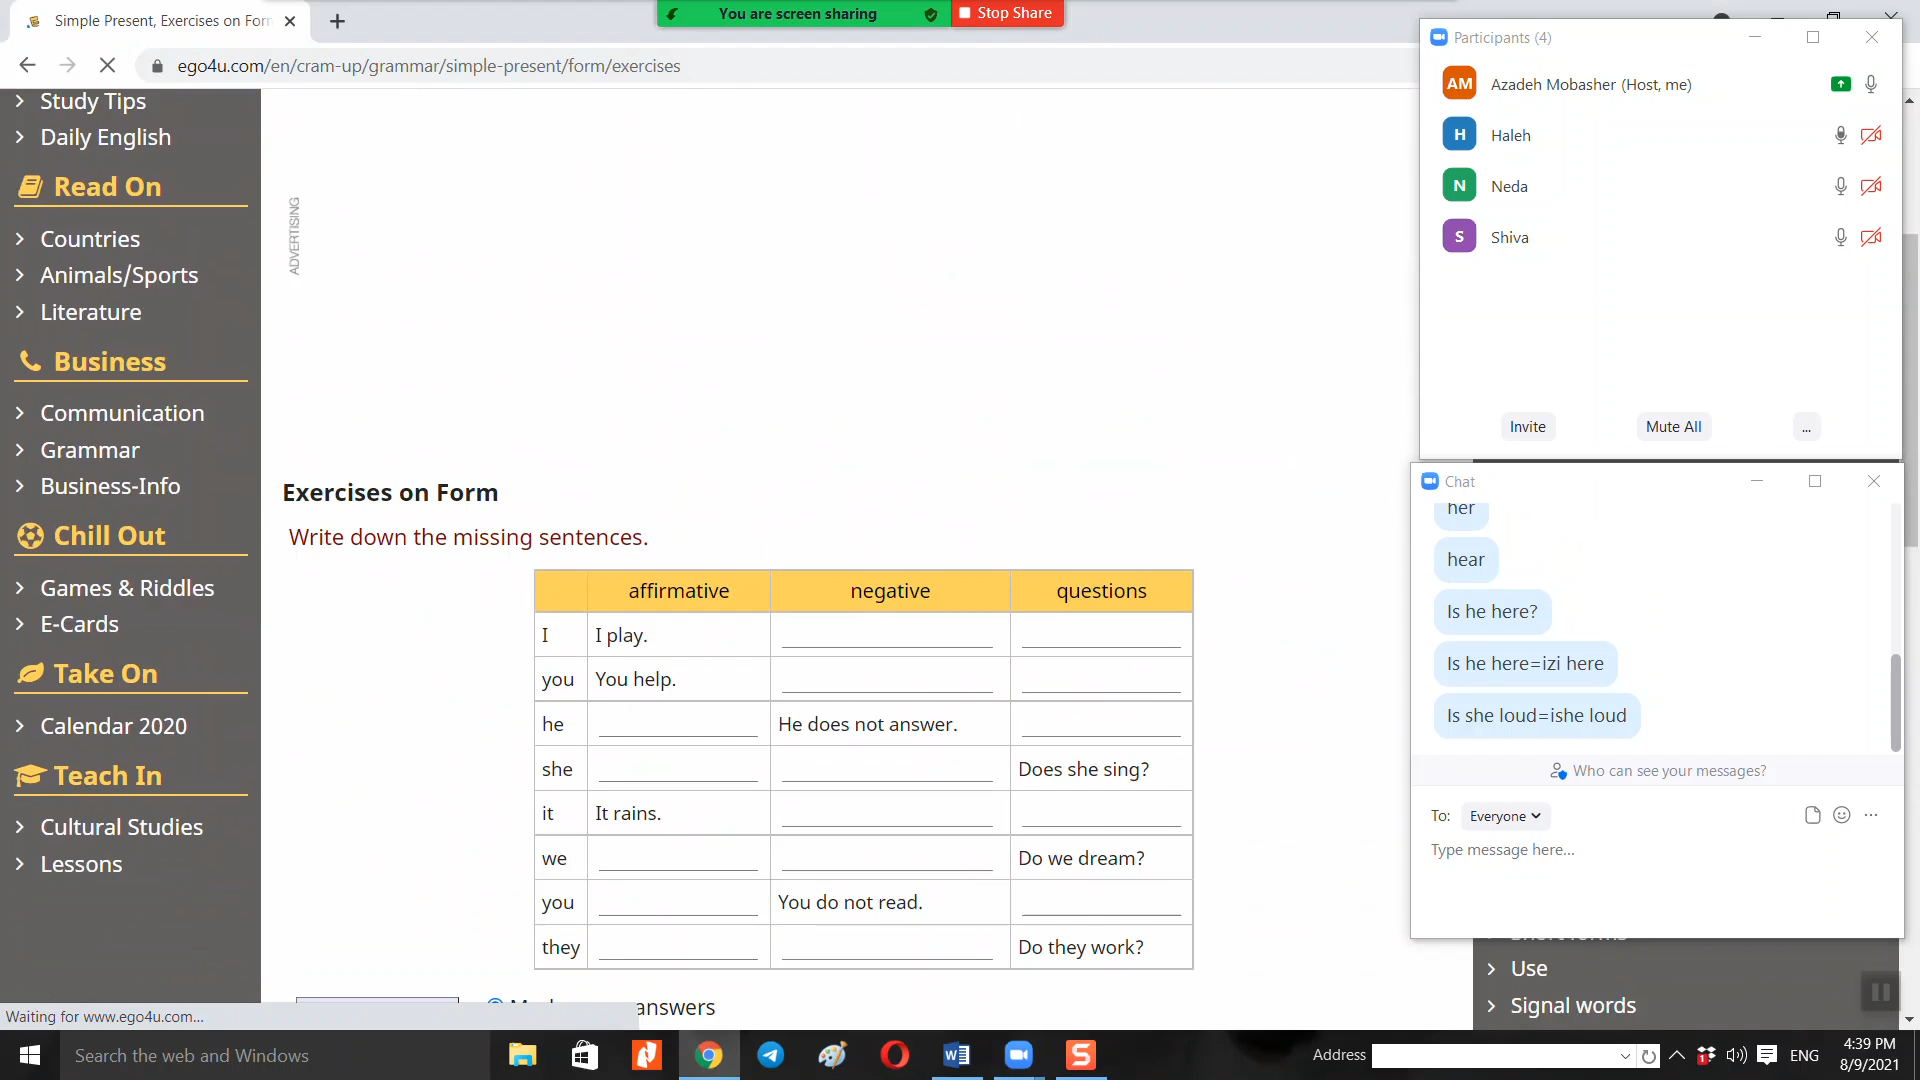 Simple Present, Exercises on Forn
You are screen sharing
Stop Share
ego4u.com/en/cram-up/grammar/simple-present/form/exercises
Study Tips
Daily English
Read On
Countries
Animals/Sports
Literature
Business
Communication
Grammar
Business-Info
Chill Out
Games & Riddles
E-Cards
Take On
Calendar 2020
Teach In
Cultural Studies
Lessons
Waiting for www.ego4u.com...
ADVERTISING
Exercises on Form
Write down the missing sentences.
affirmative negative questions
I I play.
you You help.
he He does not answer.
she Does she sing?
it It rains.
we Do we dream?
you You do not read.
they Do they work?
answers
Participants (4)
AM Azadeh Mobasher (Host, me)
H Haleh
N Neda
S Shiva
Invite Mute All ...
Chat
her
hear
Is he here?
Is he here=izi here
Is she loud=ishe loud
Who can see your messages?
To: Everyone
Type message here...
Use
Signal words
Search the web and Windows
Address
ENG
4:39 PM
8/9/2021